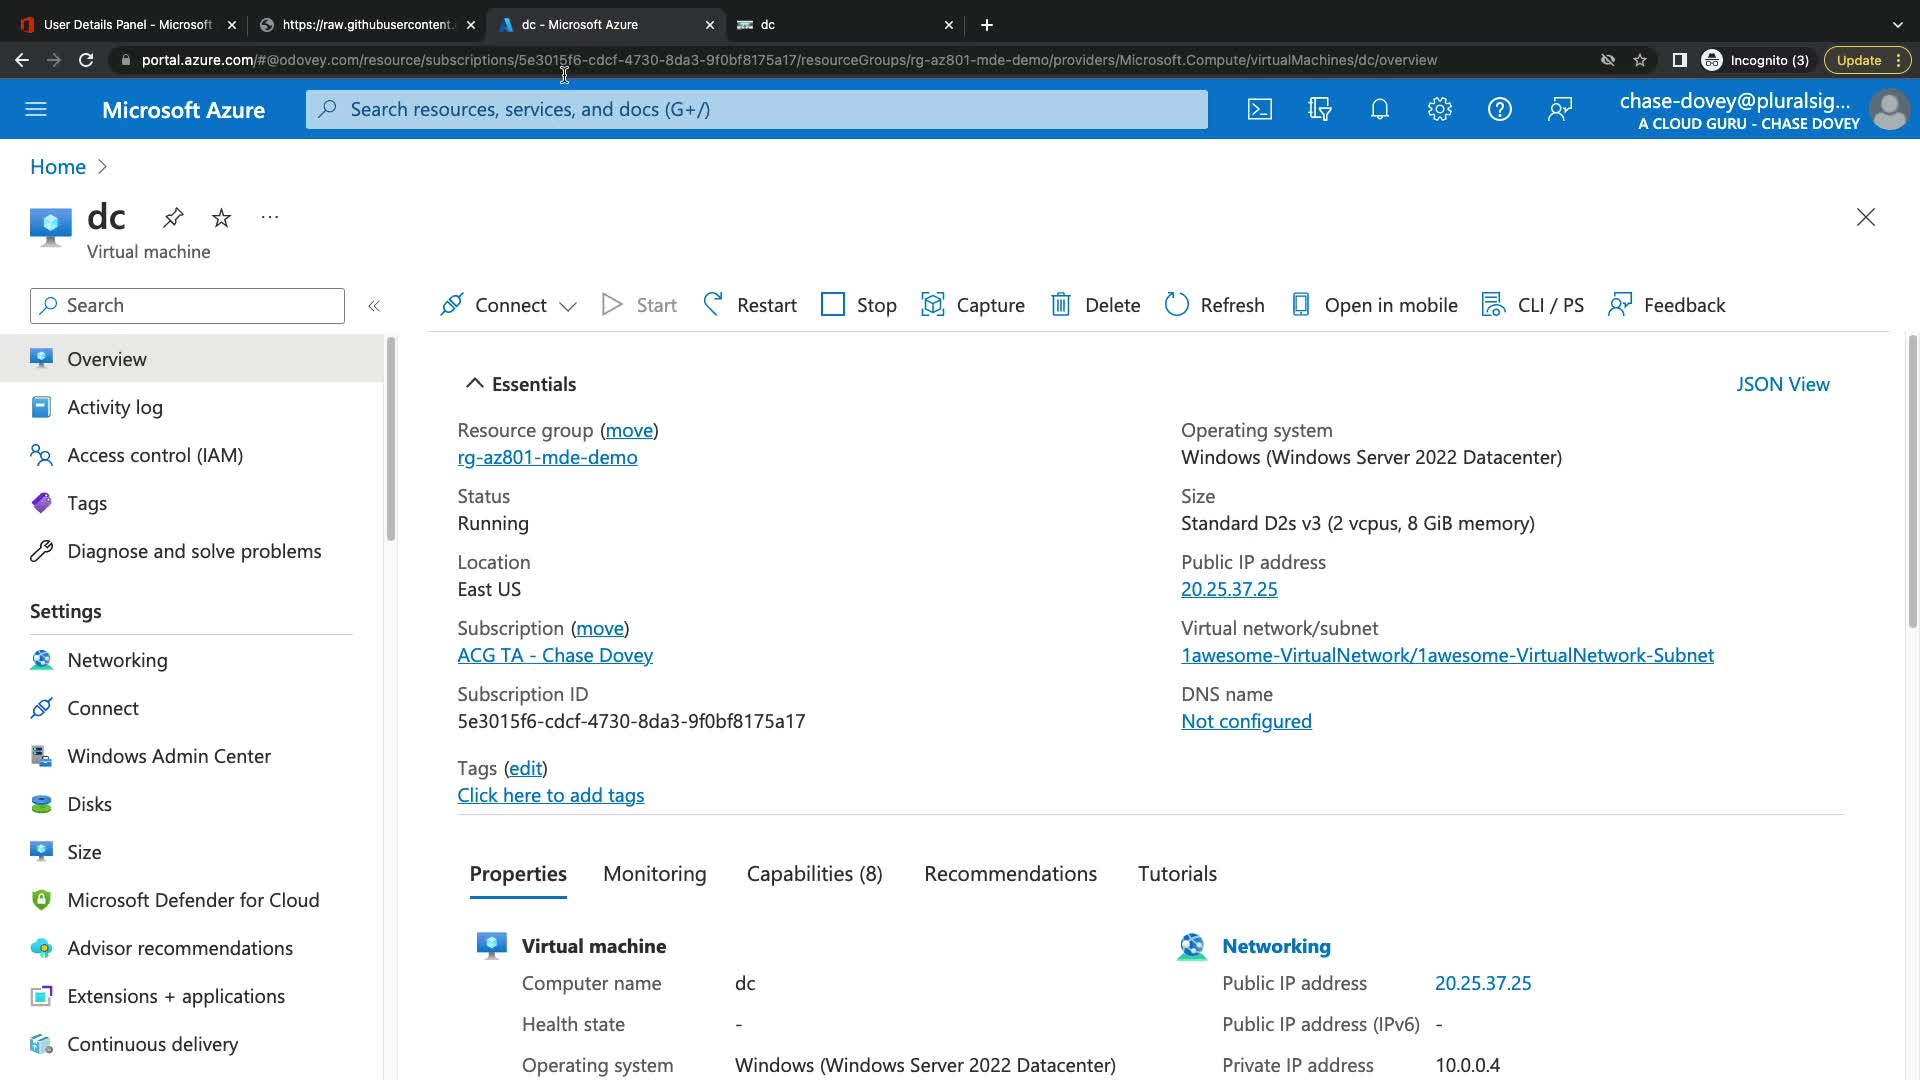 User Details Panel - Microsoft
https://raw.githubusercontent.
dc - Microsoft Azure
dc
portal.azure.com/#@odovey.com/resource/subscriptions/5e3015f6-cdcf-4730-8da3-9f0bf8175a17/resourceGroups/rg-az801-mde-demo/providers/Microsoft.Compute/virtualMachines/dc/overview
Incognito (3)
Update
Microsoft Azure
Search resources, services, and docs (G+/)
chase-dovey@pluralsig...
A CLOUD GURU - CHASE DOVEY
Home
dc
Virtual machine
Search
Connect
Start
Restart
Stop
Capture
Delete
Refresh
Open in mobile
CLI / PS
Feedback
Overview
Activity log
Access control (IAM)
Tags
Diagnose and solve problems
Settings
Networking
Connect
Windows Admin Center
Disks
Size
Microsoft Defender for Cloud
Advisor recommendations
Extensions + applications
Continuous delivery
Essentials
JSON View
Resource group (move)
rg-az801-mde-demo
Status
Running
Location
East US
Subscription (move)
ACG TA - Chase Dovey
Subscription ID
5e3015f6-cdcf-4730-8da3-9f0bf8175a17
Tags (edit)
Click here to add tags
Operating system
Windows (Windows Server 2022 Datacenter)
Size
Standard D2s v3 (2 vcpus, 8 GiB memory)
Public IP address
20.25.37.25
Virtual network/subnet
1awesome-VirtualNetwork/1awesome-VirtualNetwork-Subnet
DNS name
Not configured
Properties
Monitoring
Capabilities (8)
Recommendations
Tutorials
Virtual machine
Computer name dc
Health state -
Operating system Windows (Windows Server 2022 Datacenter)
Networking
Public IP address 20.25.37.25
Public IP address (IPv6) -
Private IP address 10.0.0.4